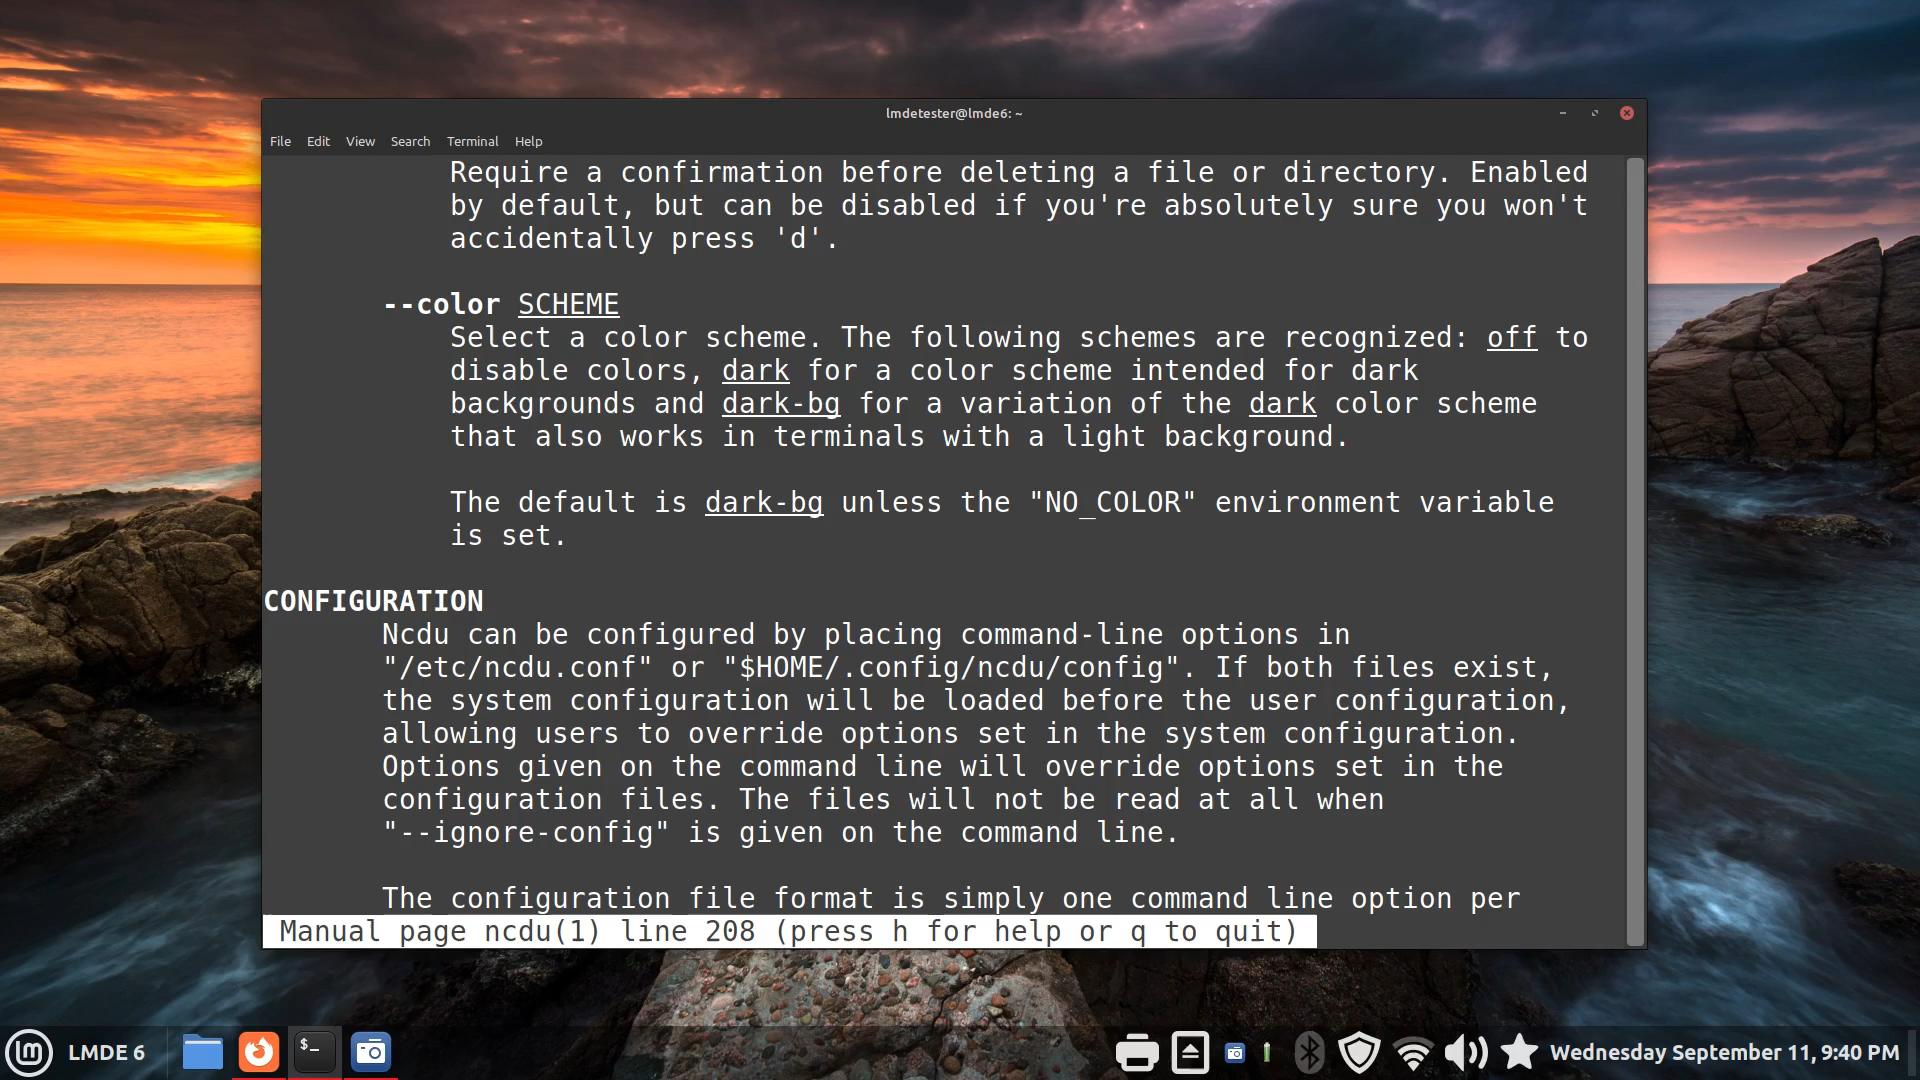 lmdetester@lmde6: ~
File Edit View Search Terminal Help
Require a confirmation before deleting a file or directory. Enabled
by default, but can be disabled if you're absolutely sure you won't
accidentally press 'd'.
--color SCHEME
Select a color scheme. The following schemes are recognized: off to
disable colors, dark for a color scheme intended for dark
backgrounds and dark-bg for a variation of the dark color scheme
that also works in terminals with a light background.
The default is dark-bg unless the "NO_COLOR" environment variable
is set.
CONFIGURATION
Ncdu can be configured by placing command-line options in
"/etc/ncdu.conf" or "$HOME/.config/ncdu/config". If both files exist,
the system configuration will be loaded before the user configuration,
allowing users to override options set in the system configuration.
Options given on the command line will override options set in the
configuration files. The files will not be read at all when
"--ignore-config" is given on the command line.
The configuration file format is simply one command line option per
Manual page ncdu(1) line 208 (press h for help or q to quit)
LMDE 6
$_
Wednesday September 11, 9:40 PM